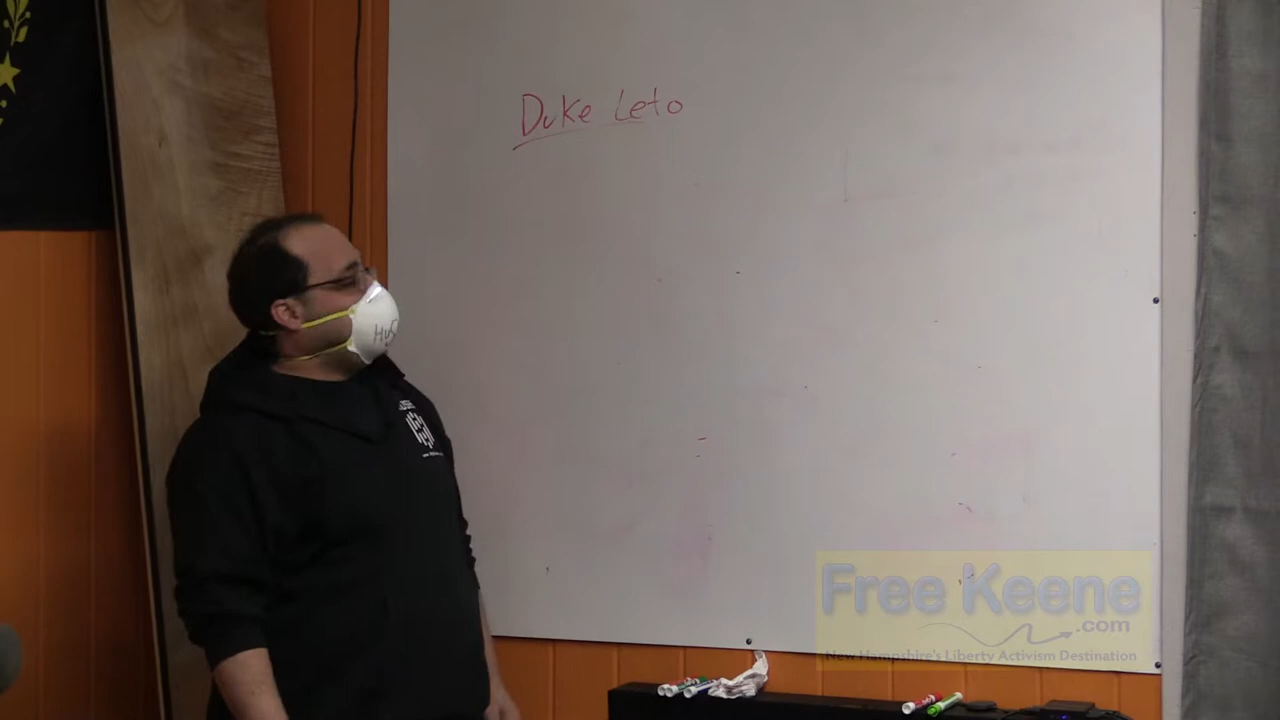 Duke Leto
Free Keene
.com
New Hampshire's Liberty Activism Destination